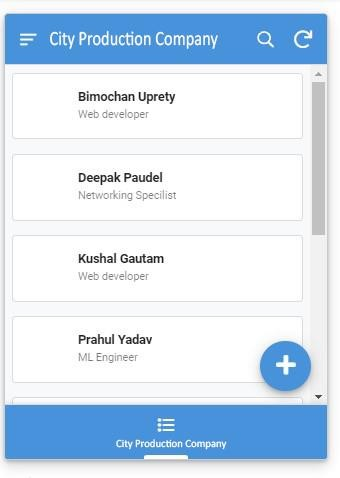 City Production Company
Bimochan Uprety
Web developer
Deepak Paudel
Networking Specilist
Kushal Gautam
Web developer
Prahul Yadav
ML Engineer
City Production Company